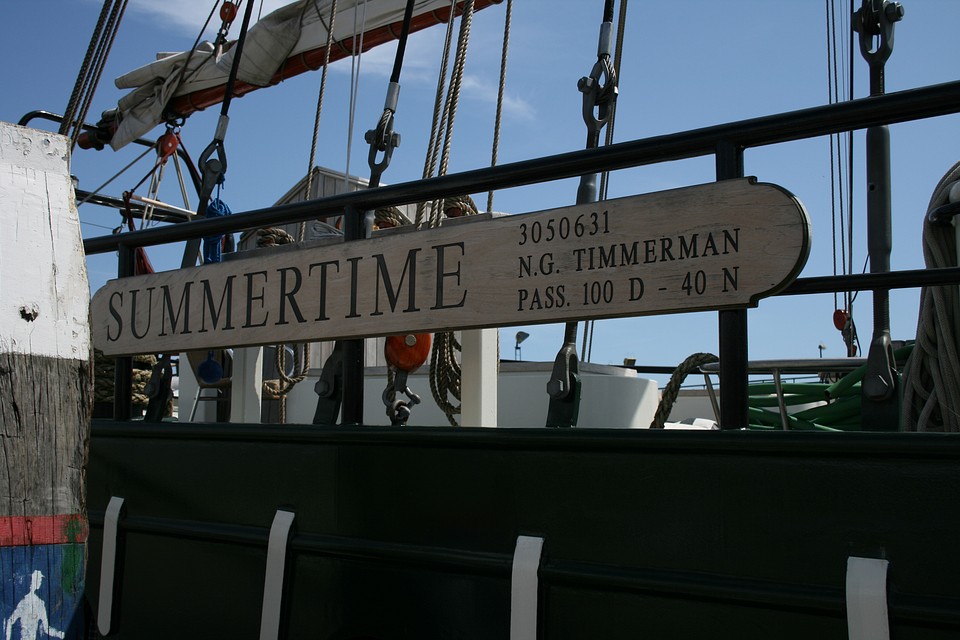 SUMMERTIME
3050631
N.G. TIMMERMAN
PASS. 100 D - 40 N